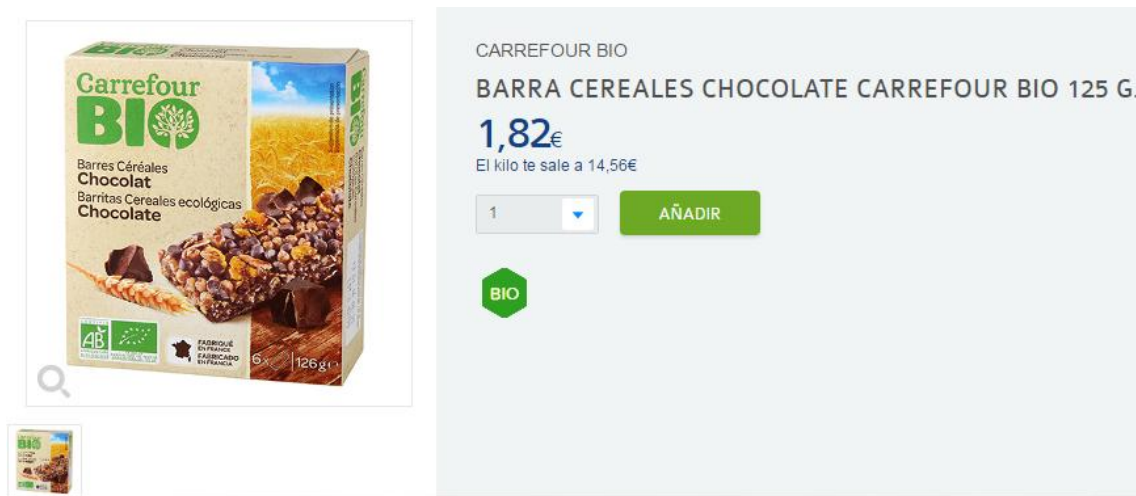 Carrefour
BIO
Barres Céréales
Chocolat
Barritas Cereales ecológicas
Chocolate
AB
FABRIQUÉ
EN FRANCE
FABRICADO
EN FRANCIA
6x
126g
CARREFOUR BIO
BARRA CEREALES CHOCOLATE CARREFOUR BIO 125 G.
1,82€
El kilo te sale a 14,56€
1
AÑADIR
BIO